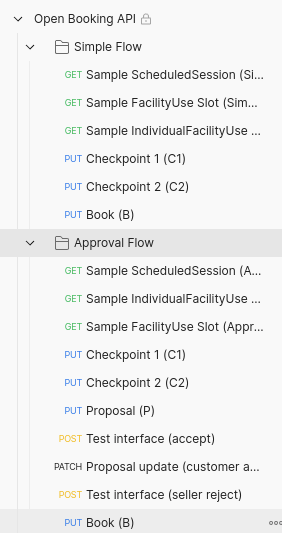 Open Booking API
Simple Flow
GET Sample ScheduledSession (Si...
GET Sample FacilityUse Slot (Sim...
GET Sample IndividualFacilityUse ...
PUT Checkpoint 1 (C1)
PUT Checkpoint 2 (C2)
PUT Book (B)
Approval Flow
GET Sample ScheduledSession (A...
GET Sample IndividualFacilityUse ...
GET Sample FacilityUse Slot (Appr...
PUT Checkpoint 1 (C1)
PUT Checkpoint 2 (C2)
PUT Proposal (P)
POST Test interface (accept)
PATCH Proposal update (customer a...
POST Test interface (seller reject)
PUT Book (B)